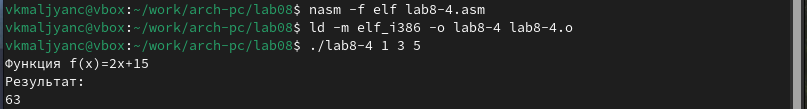 vkmaljyanc@vbox:~/work/arch-pc/lab08$ nasm -f elf lab8-4.asm
vkmaljyanc@vbox:~/work/arch-pc/lab08$ ld -m elf_i386 -o lab8-4 lab8-4.o
vkmaljyanc@vbox:~/work/arch-pc/lab08$ ./lab8-4 1 3 5
Функция f(x)=2x+15
Результат:
63